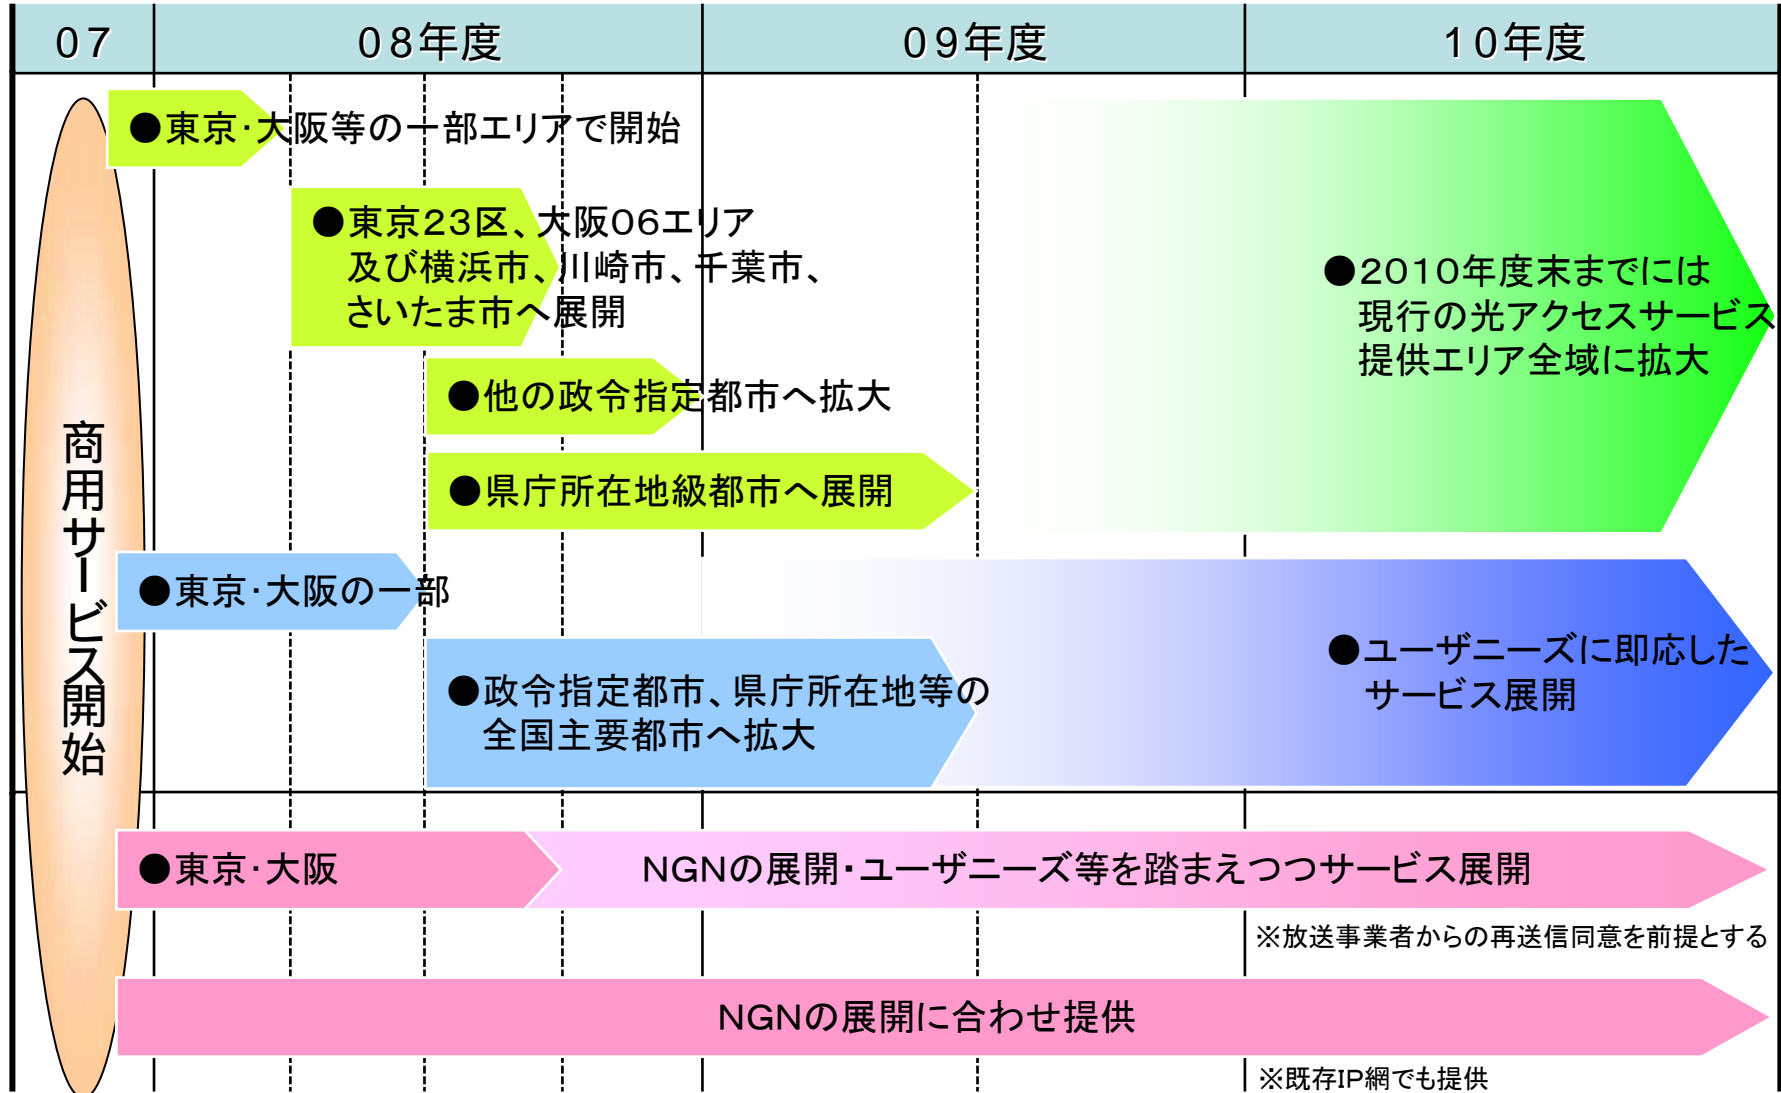 07
08年度
09年度
10年度
商用サービス開始
●東京・大阪等の一部エリアで開始
●東京23区、大阪06エリア
及び横浜市、川崎市、千葉市、
さいたま市へ展開
●2010年度末までには
現行の光アクセスサービス
提供エリア全域に拡大
●他の政令指定都市へ拡大
●県庁所在地級都市へ展開
●東京・大阪の一部
●政令指定都市、県庁所在地等の
全国主要都市へ拡大
●ユーザニーズに即応した
サービス展開
●東京・大阪
NGNの展開・ユーザニーズ等を踏まえつつサービス展開
※放送事業者からの再送信同意を前提とする
NGNの展開に合わせ提供
※既存IP網でも提供